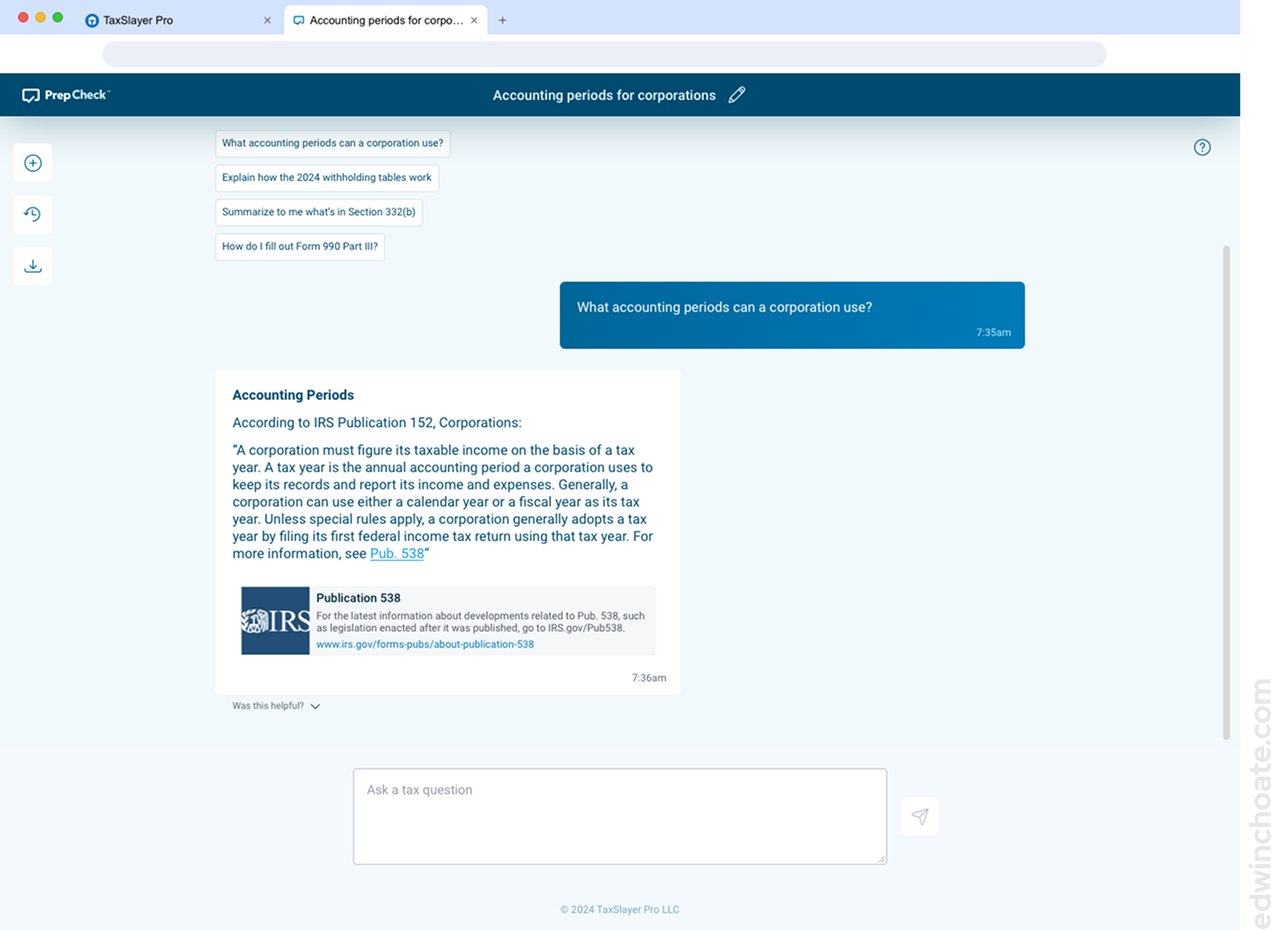 TaxSlayer Pro
Accounting periods for corpo...
PrepCheck™
Accounting periods for corporations
What accounting periods can a corporation use?
Explain how the 2024 withholding tables work
Summarize to me what's in Section 332(b)
How do I fill out Form 990 Part III?
What accounting periods can a corporation use?
7:35am
Accounting Periods
According to IRS Publication 152, Corporations:
“A corporation must figure its taxable income on the basis of a tax
year. A tax year is the annual accounting period a corporation uses to
keep its records and report its income and expenses. Generally, a
corporation can use either a calendar year or a fiscal year as its tax
year. Unless special rules apply, a corporation generally adopts a tax
year by filing its first federal income tax return using that tax year. For
more information, see Pub. 538”
IRS
Publication 538
For the latest information about developments related to Pub. 538, such
as legislation enacted after it was published, go to IRS.gov/Pub538.
www.irs.gov/forms-pubs/about-publication-538
7:36am
Was this helpful?
Ask a tax question
© 2024 TaxSlayer Pro LLC
edwinchoate.com